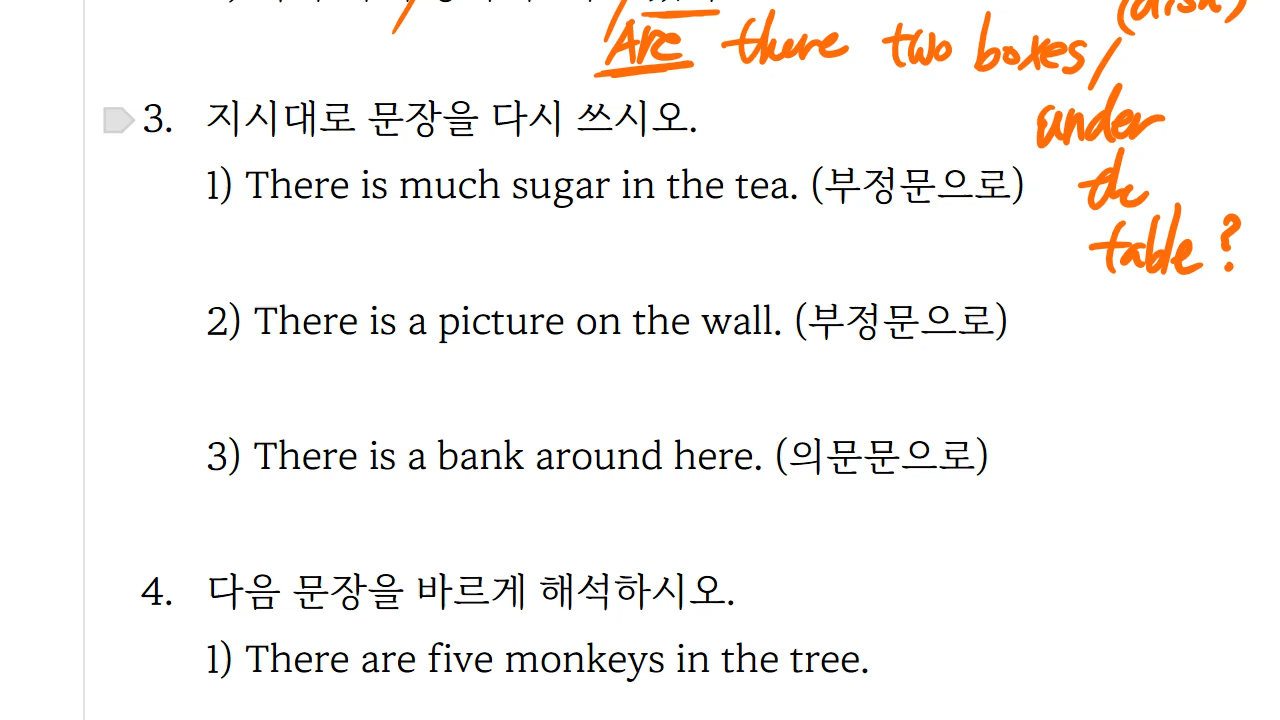 Are there two boxes /
under
the
table ?
3. 지시대로 문장을 다시 쓰시오.
1) There is much sugar in the tea. (부정문으로)
2) There is a picture on the wall. (부정문으로)
3) There is a bank around here. (의문문으로)
4. 다음 문장을 바르게 해석하시오.
1) There are five monkeys in the tree.